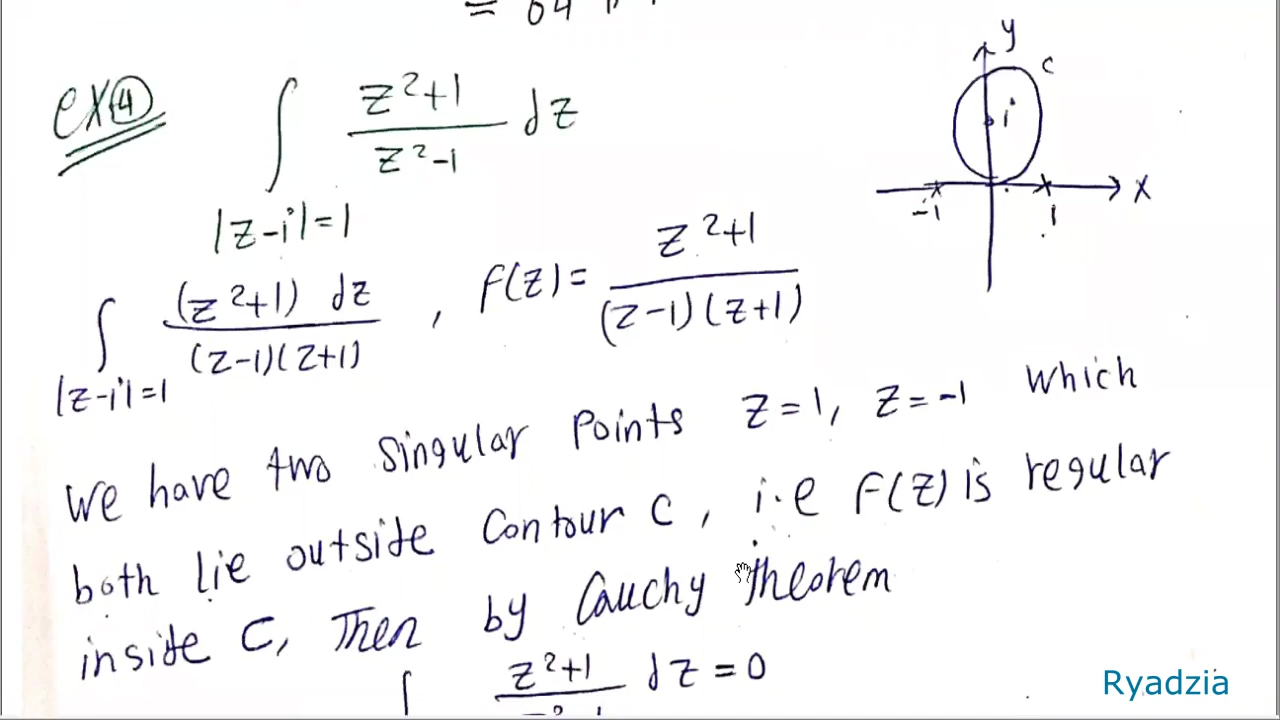 = 64 π i
ex④ ∫ z²+1 / z²-1 dz
|z-i|=1
y
c
i
-1
1
x
∫ (z²+1) dz / (z-1)(z+1) , f(z)= z²+1 / (z-1)(z+1)
|z-i|=1
we have two singular points z=1, z=-1 which
both lie outside contour c, i.e f(z) is regular
inside c, Then by Cauchy theorem
∫ z²+1 / z²-1 dz = 0
Ryadzia